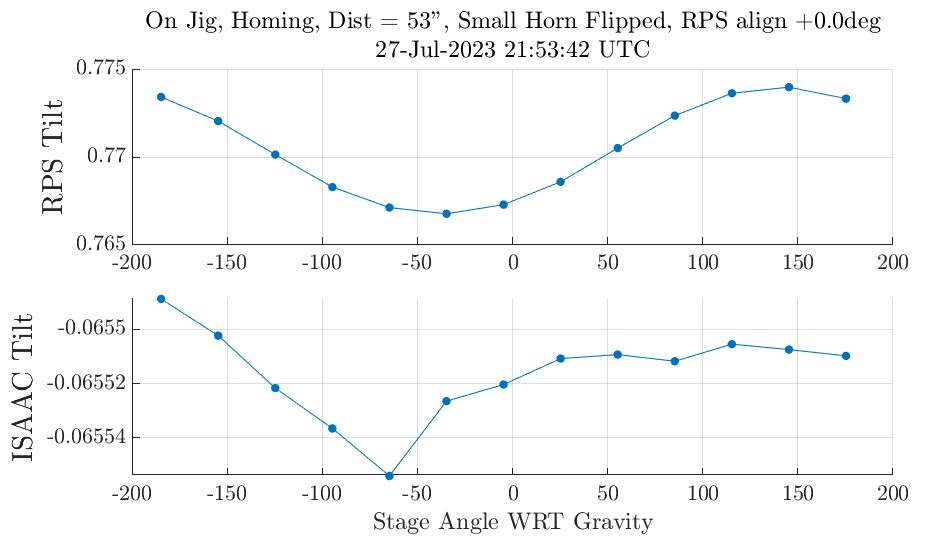 On Jig, Homing, Dist = 53", Small Horn Flipped, RPS align +0.0deg
27-Jul-2023 21:53:42 UTC
0.775
0.77
0.765
RPS Tilt
-200 -150 -100 -50 0 50 100 150 200
-0.0655
-0.06552
-0.06554
ISAAC Tilt
-200 -150 -100 -50 0 50 100 150 200
Stage Angle WRT Gravity